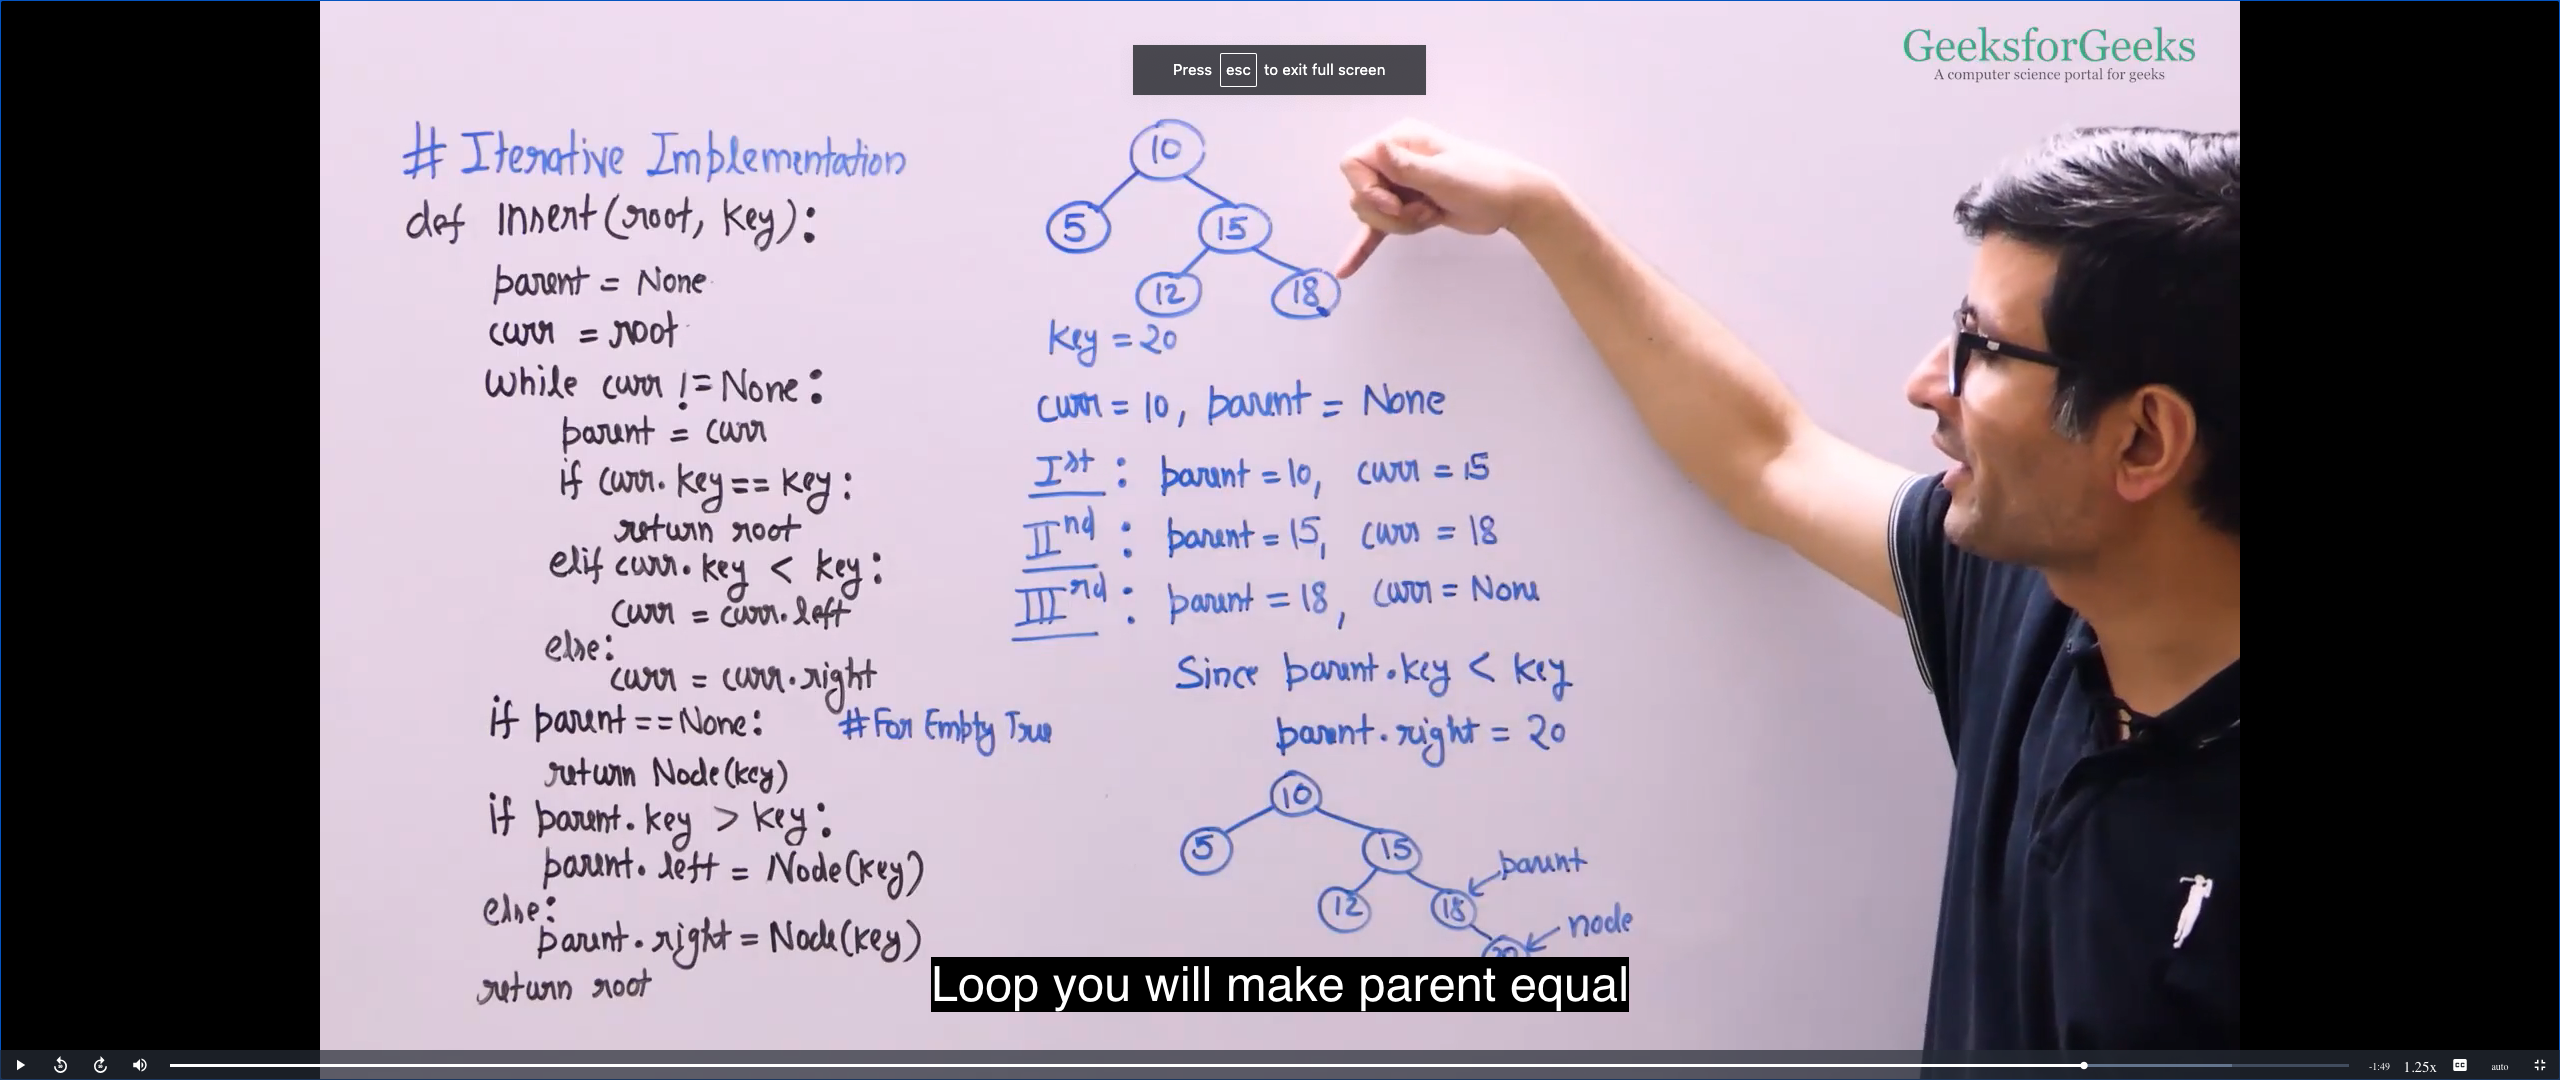 GeeksforGeeks
A computer science portal for geeks
Press esc to exit full screen
# Iterative Implementation
def insert(root, key):
parent = None
curr = root
while curr != None:
parent = curr
if curr.key == key:
return root
elif curr.key < key:
curr = curr.left
else:
curr = curr.right
if parent == None: # For Empty Tree
return Node(key)
if parent.key > key:
parent.left = Node(key)
else:
parent.right = Node(key)
return root
10
5 15
12 18
key = 20
curr = 10, parent = None
Ist : parent = 10, curr = 15
IInd : parent = 15, curr = 18
IIIrd : parent = 18, curr = None
Since parent.key < key
parent.right = 20
10
5 15
parent
12 18
node
20
Loop you will make parent equal
-1:49 1.25x CC auto